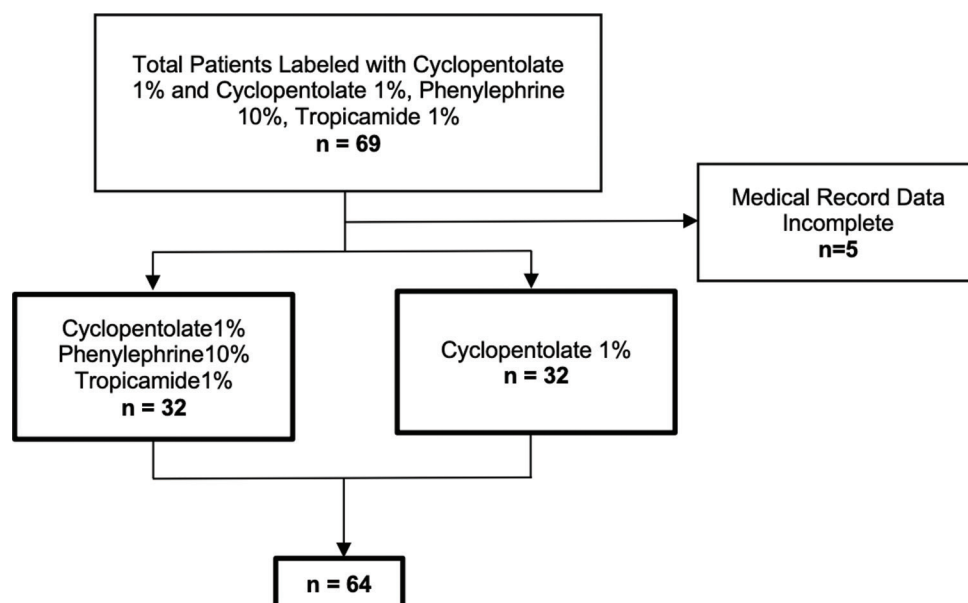 Total Patients Labeled with Cyclopentolate
1% and Cyclopentolate 1%, Phenylephrine
10%, Tropicamide 1%
n = 69
Medical Record Data
Incomplete
n=5
Cyclopentolate1%
Phenylephrine10%
Tropicamide1%
n = 32
Cyclopentolate 1%
n = 32
n = 64